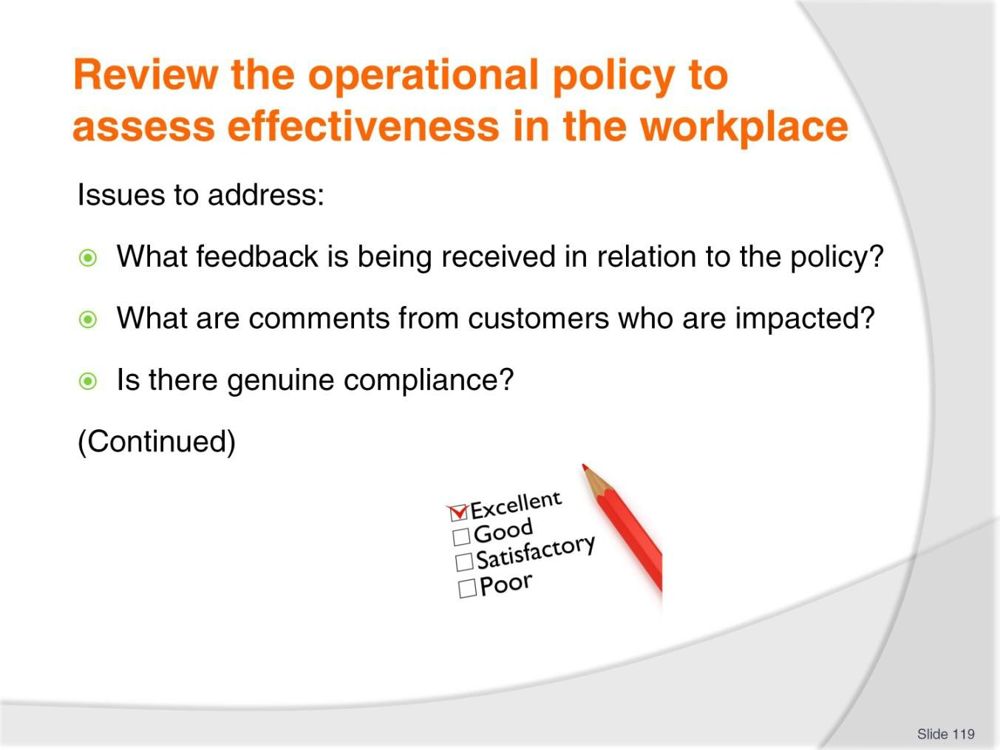 Review the operational policy to
assess effectiveness in the workplace
Issues to address:
What feedback is being received in relation to the policy?
What are comments from customers who are impacted?
Is there genuine compliance?
(Continued)
Excellent
Good
Satisfactory
Poor
Slide 119